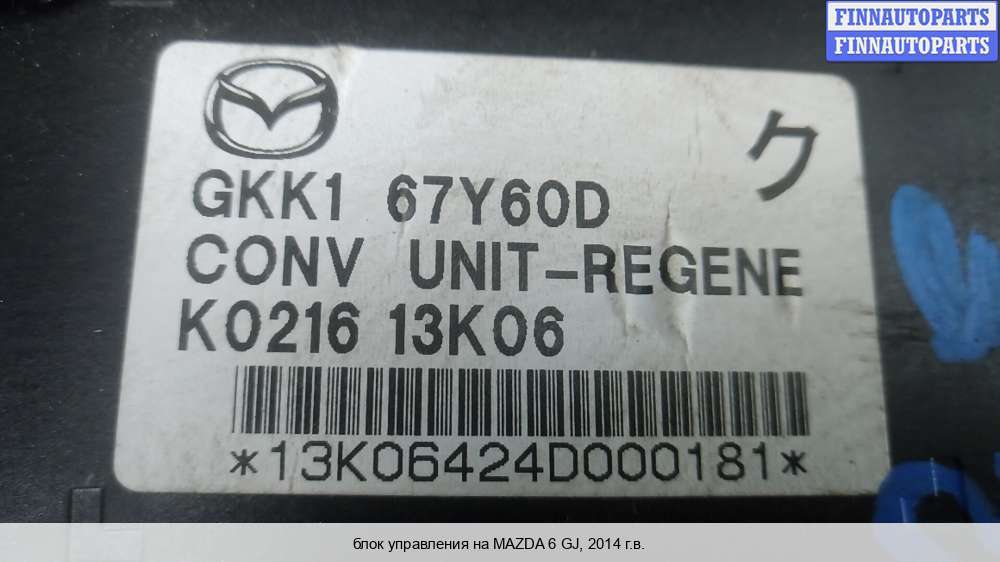 FINNAUTOPARTS
FINNAUTOPARTS
ク
GKK1 67Y60D
CONV UNIT-REGENE
K0216 13K06
*13K06424D000181*
блок управления на MAZDA 6 GJ, 2014 г.в.